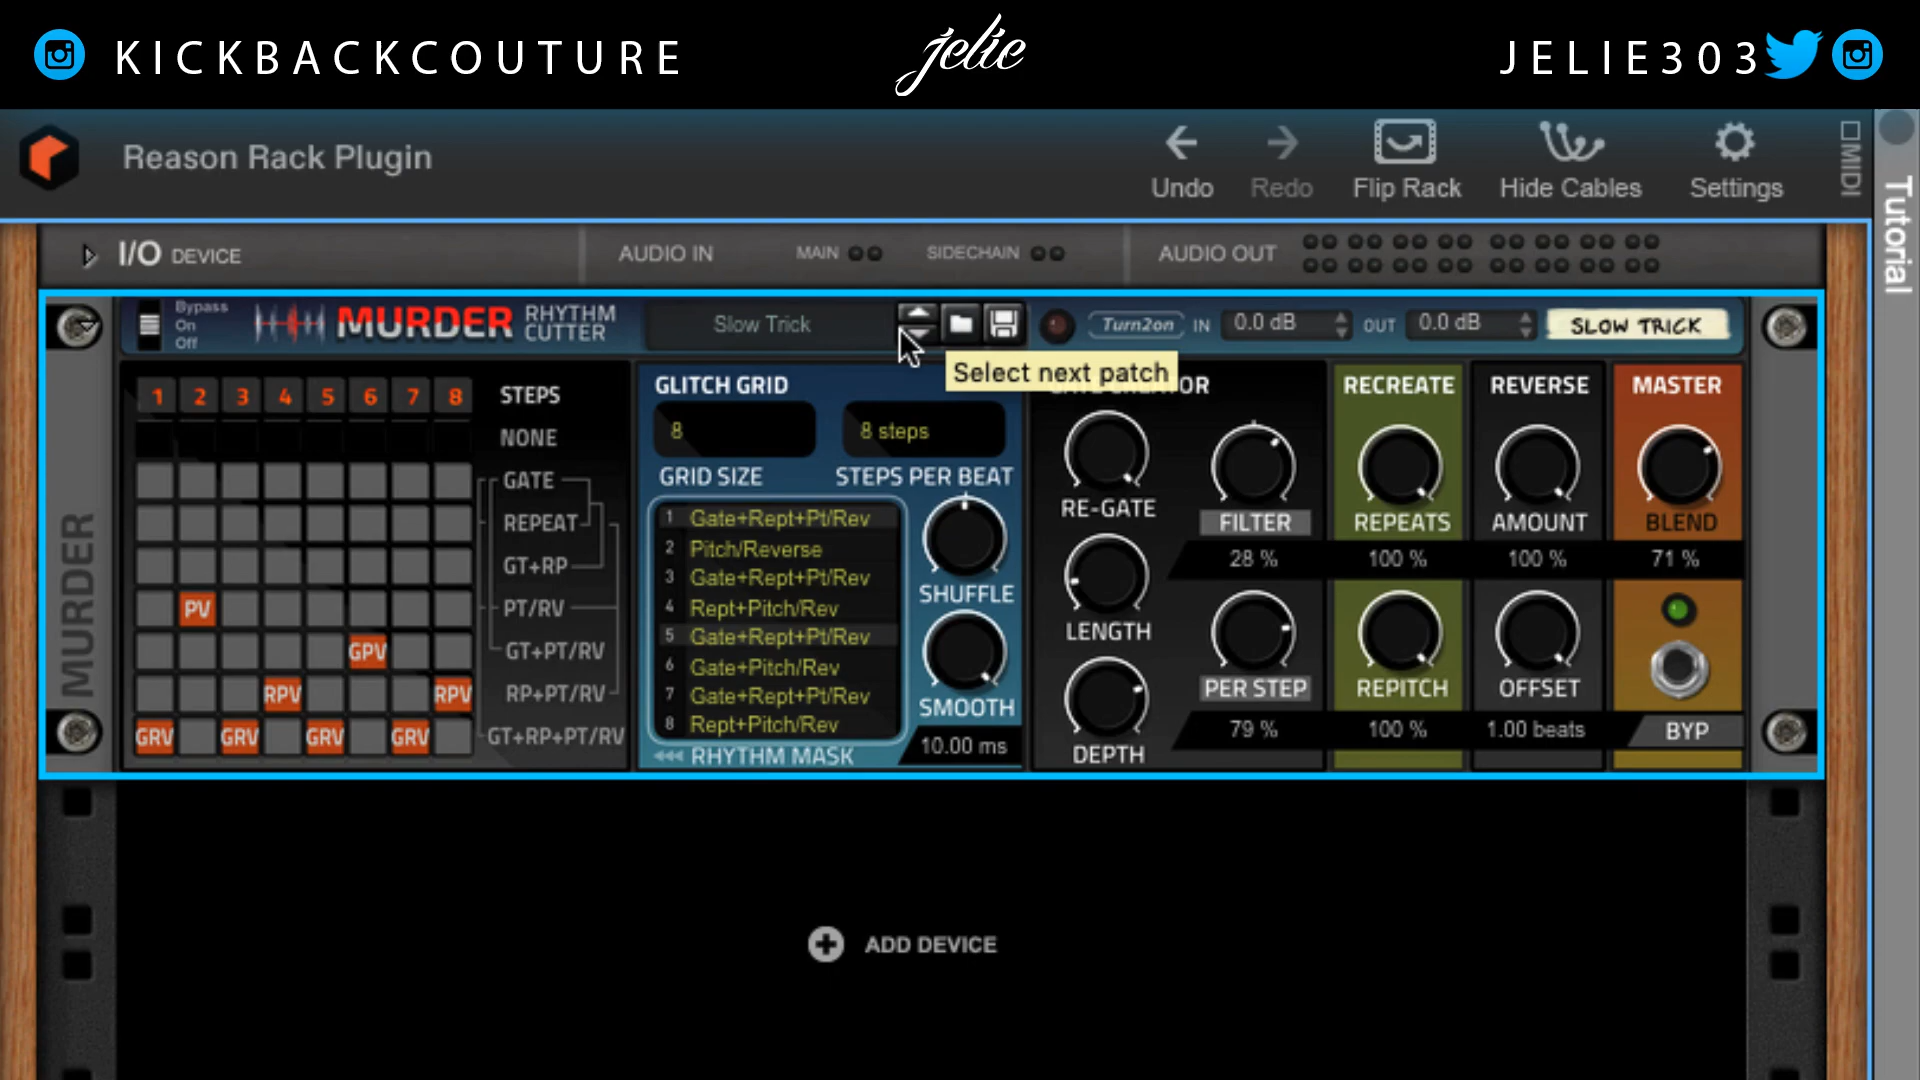 KICKBACKCOUTURE
jelie
JELIE303
Reason Rack Plugin
Undo
Redo
Flip Rack
Hide Cables
Settings
MIDI
Tutorial
I/O DEVICE
AUDIO IN
MAIN
SIDECHAIN
AUDIO OUT
Bypass
On
Off
MURDER
RHYTHM
CUTTER
Slow Trick
Turn2on
IN
0.0 dB
OUT
0.0 dB
SLOW TRICK
Select next patch
MURDER
1 2 3 4 5 6 7 8
STEPS
NONE
GATE
REPEAT
GT+RP
PV
PT/RV
GPV
GT+PT/RV
RPV RPV
RP+PT/RV
GRV GRV GRV GRV
GT+RP+PT/RV
GLITCH GRID
8
8 steps
GRID SIZE
STEPS PER BEAT
1 Gate+Rept+Pt/Rev
2 Pitch/Reverse
3 Gate+Rept+Pt/Rev
4 Rept+Pitch/Rev
5 Gate+Rept+Pt/Rev
6 Gate+Pitch/Rev
7 Gate+Rept+Pt/Rev
8 Rept+Pitch/Rev
RHYTHM MASK
SHUFFLE
SMOOTH
10.00 ms
RE-GATE
LENGTH
DEPTH
FILTER
28 %
PER STEP
79 %
RECREATE
REPEATS
100 %
REPITCH
100 %
REVERSE
AMOUNT
100 %
OFFSET
1.00 beats
MASTER
BLEND
71 %
BYP
ADD DEVICE